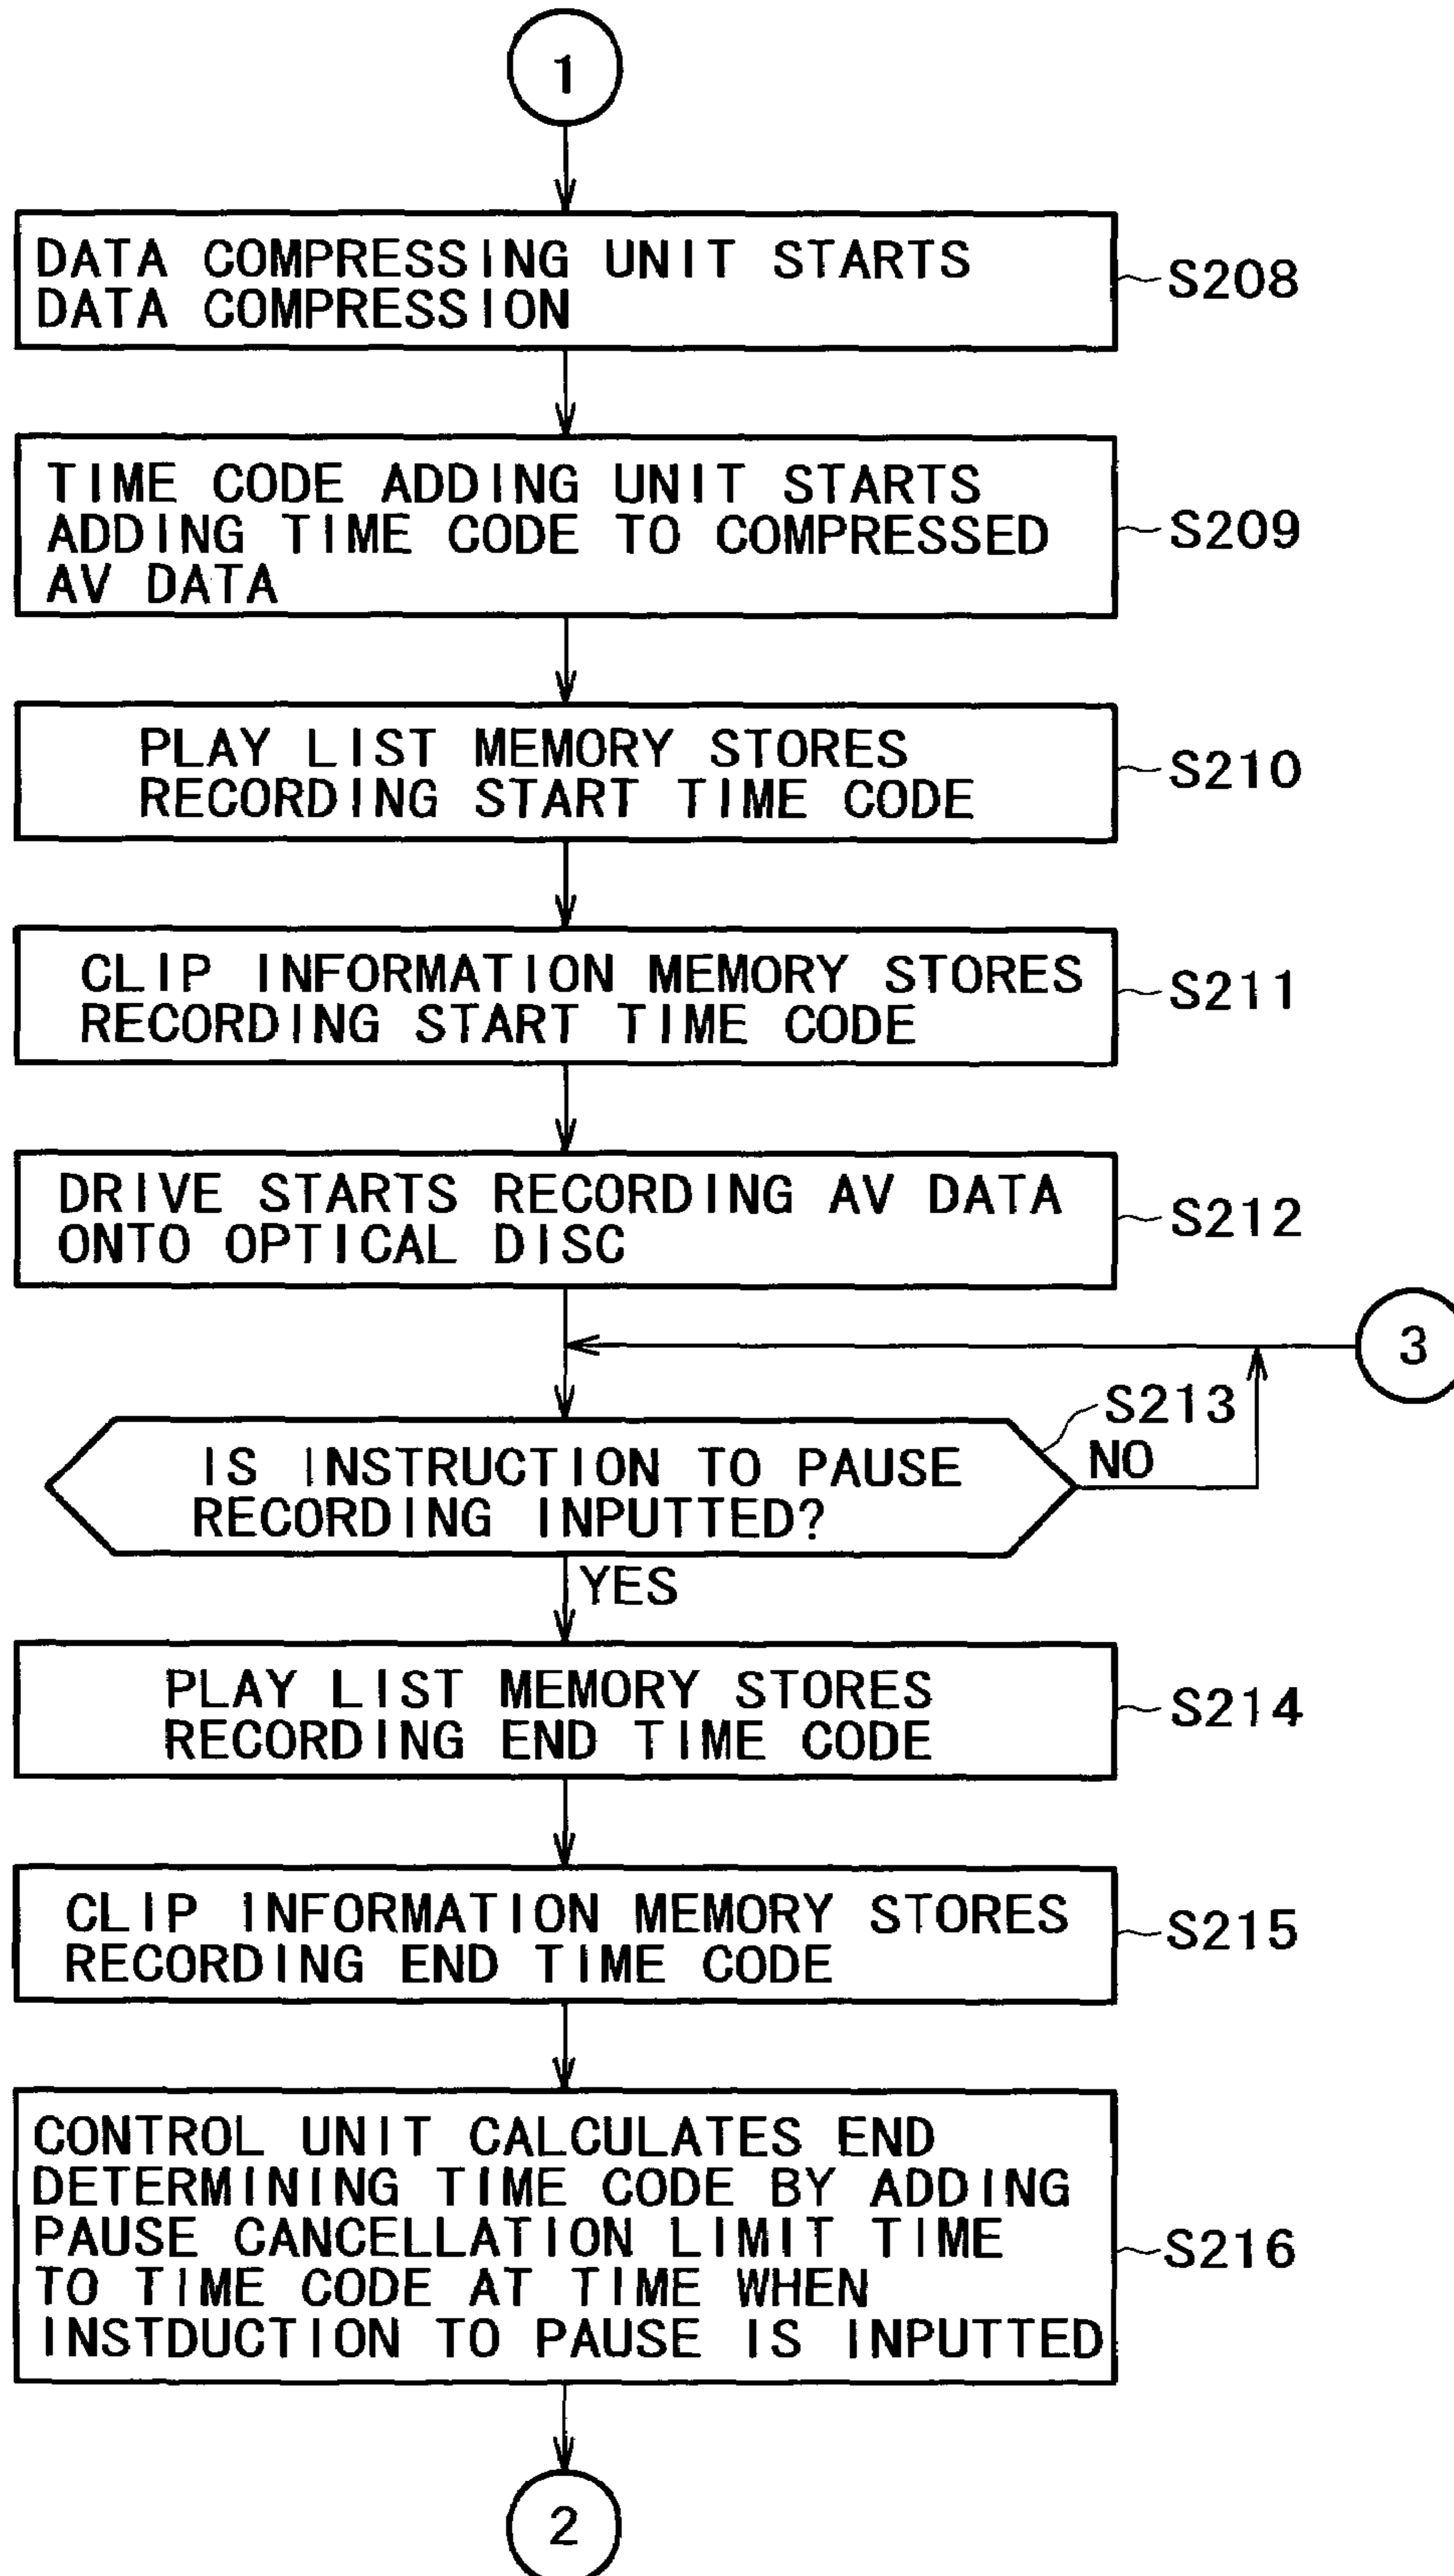 1
DATA COMPRESSING UNIT STARTS
DATA COMPRESSION
S208
TIME CODE ADDING UNIT STARTS
ADDING TIME CODE TO COMPRESSED
AV DATA
S209
PLAY LIST MEMORY STORES
RECORDING START TIME CODE
S210
CLIP INFORMATION MEMORY STORES
RECORDING START TIME CODE
S211
DRIVE STARTS RECORDING AV DATA
ONTO OPTICAL DISC
S212
3
S213
IS INSTRUCTION TO PAUSE
RECORDING INPUTTED?
NO
YES
PLAY LIST MEMORY STORES
RECORDING END TIME CODE
S214
CLIP INFORMATION MEMORY STORES
RECORDING END TIME CODE
S215
CONTROL UNIT CALCULATES END
DETERMINING TIME CODE BY ADDING
PAUSE CANCELLATION LIMIT TIME
TO TIME CODE AT TIME WHEN
INSTDUCTION TO PAUSE IS INPUTTED
S216
2